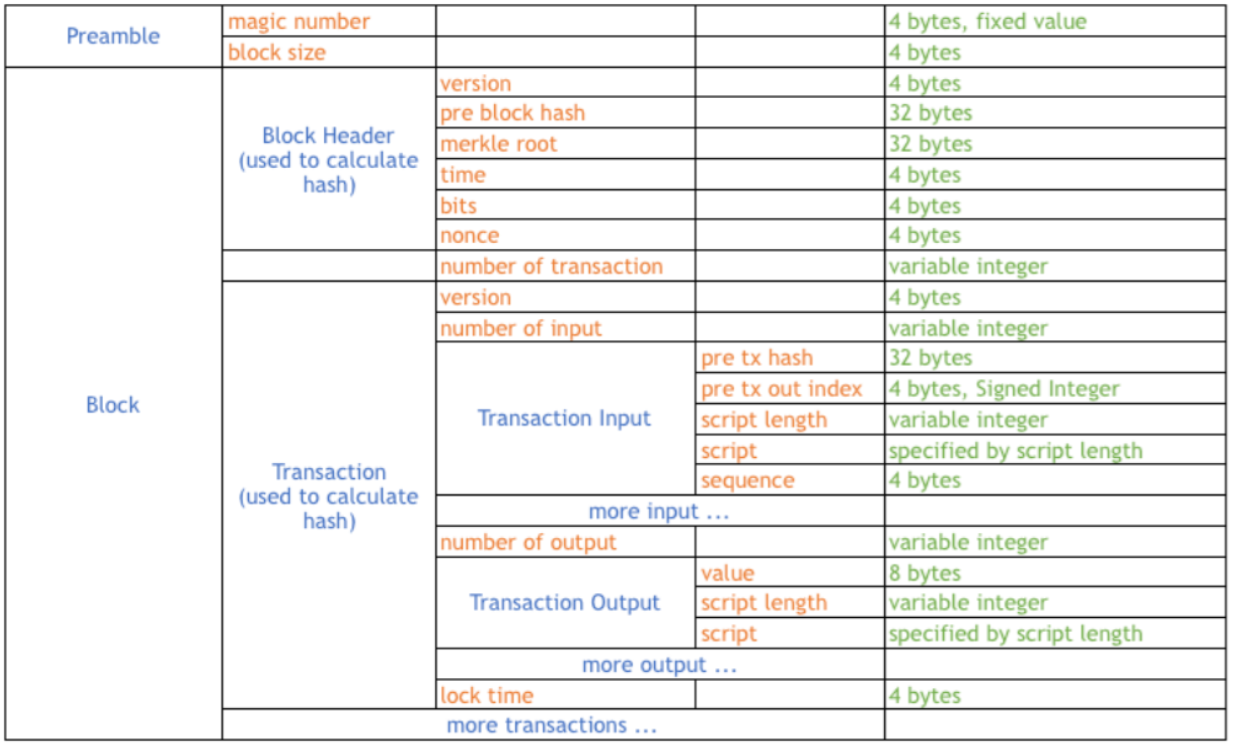 Preamble
magic number 4 bytes, fixed value
block size 4 bytes
Block
Block Header
(used to calculate
hash)
version 4 bytes
pre block hash 32 bytes
merkle root 32 bytes
time 4 bytes
bits 4 bytes
nonce 4 bytes
number of transaction variable integer
Transaction
(used to calculate
hash)
version 4 bytes
number of input variable integer
Transaction Input
pre tx hash 32 bytes
pre tx out index 4 bytes, Signed Integer
script length variable integer
script specified by script length
sequence 4 bytes
more input ...
number of output variable integer
Transaction Output
value 8 bytes
script length variable integer
script specified by script length
more output ...
lock time 4 bytes
more transactions ...